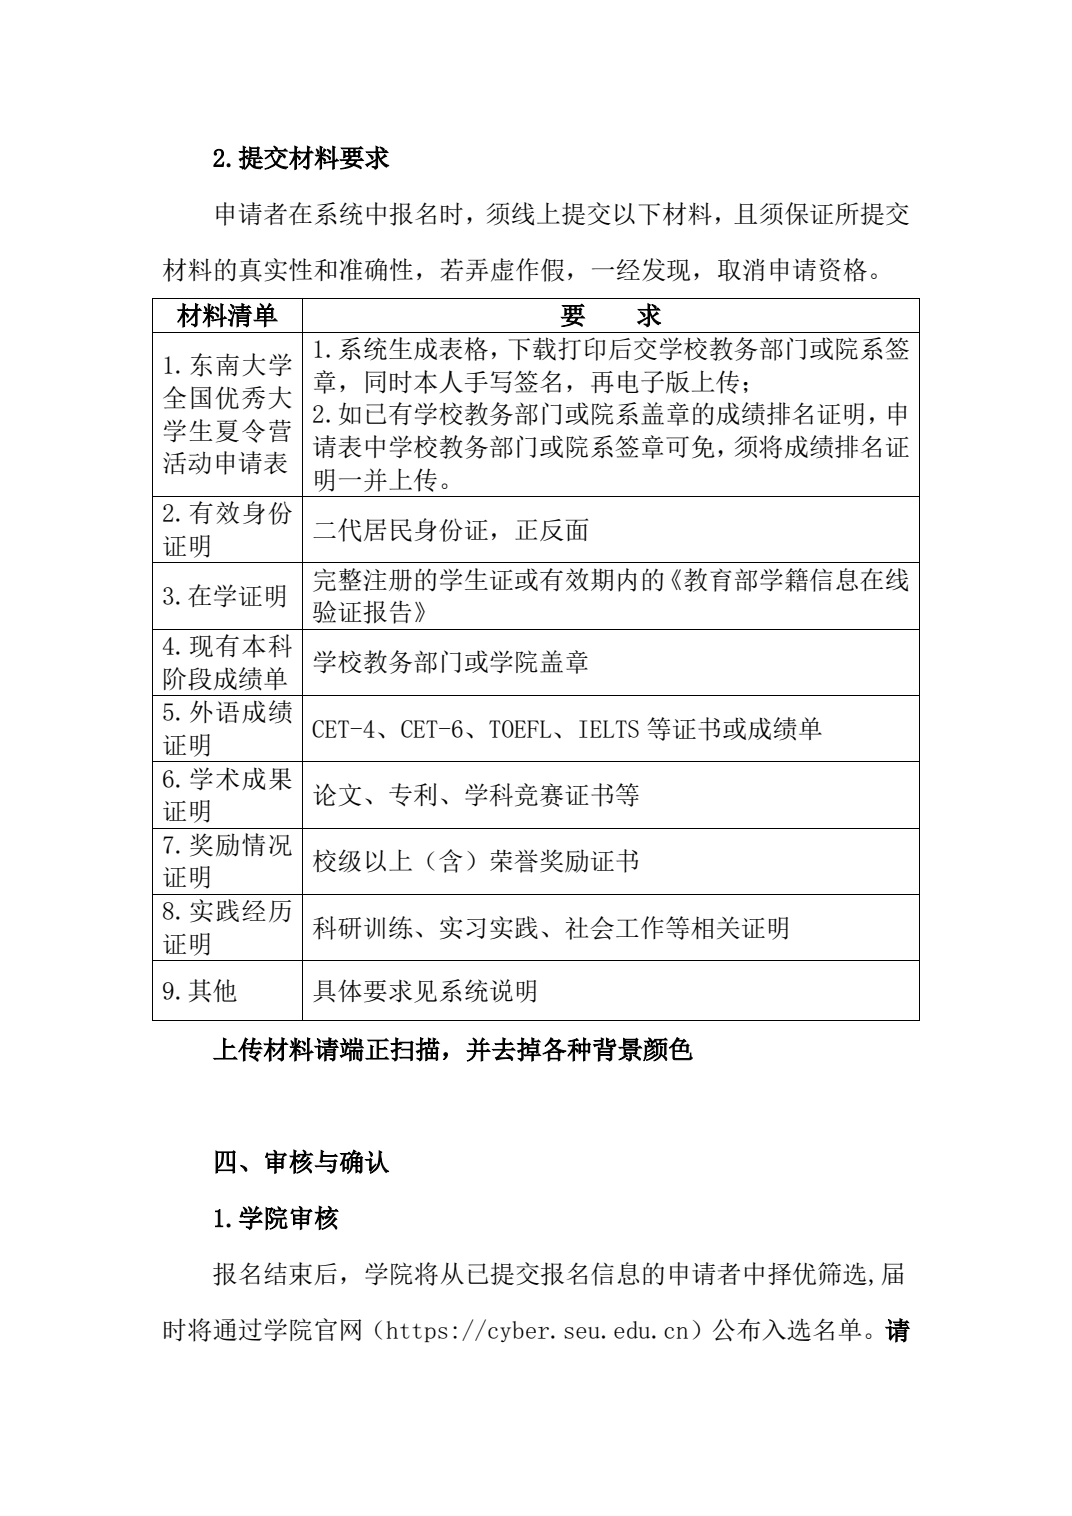 2.提交材料要求
申请者在系统中报名时，须线上提交以下材料，且须保证所提交
材料的真实性和准确性，若弄虚作假，一经发现，取消申请资格。
材料清单
要 求
1.东南大学
全国优秀大
学生夏令营
活动申请表
1.系统生成表格，下载打印后交学校教务部门或院系签
章，同时本人手写签名，再电子版上传；
2.如已有学校教务部门或院系盖章的成绩排名证明，申
请表中学校教务部门或院系签章可免，须将成绩排名证
明一并上传。
2.有效身份
证明
二代居民身份证，正反面
3.在学证明
完整注册的学生证或有效期内的《教育部学籍信息在线
验证报告》
4.现有本科
阶段成绩单
学校教务部门或学院盖章
5.外语成绩
证明
CET-4、CET-6、TOEFL、IELTS 等证书或成绩单
6.学术成果
证明
论文、专利、学科竞赛证书等
7.奖励情况
证明
校级以上（含）荣誉奖励证书
8.实践经历
证明
科研训练、实习实践、社会工作等相关证明
9.其他
具体要求见系统说明
上传材料请端正扫描，并去掉各种背景颜色
四、审核与确认
1.学院审核
报名结束后，学院将从已提交报名信息的申请者中择优筛选,届
时将通过学院官网（https://cyber.seu.edu.cn）公布入选名单。请